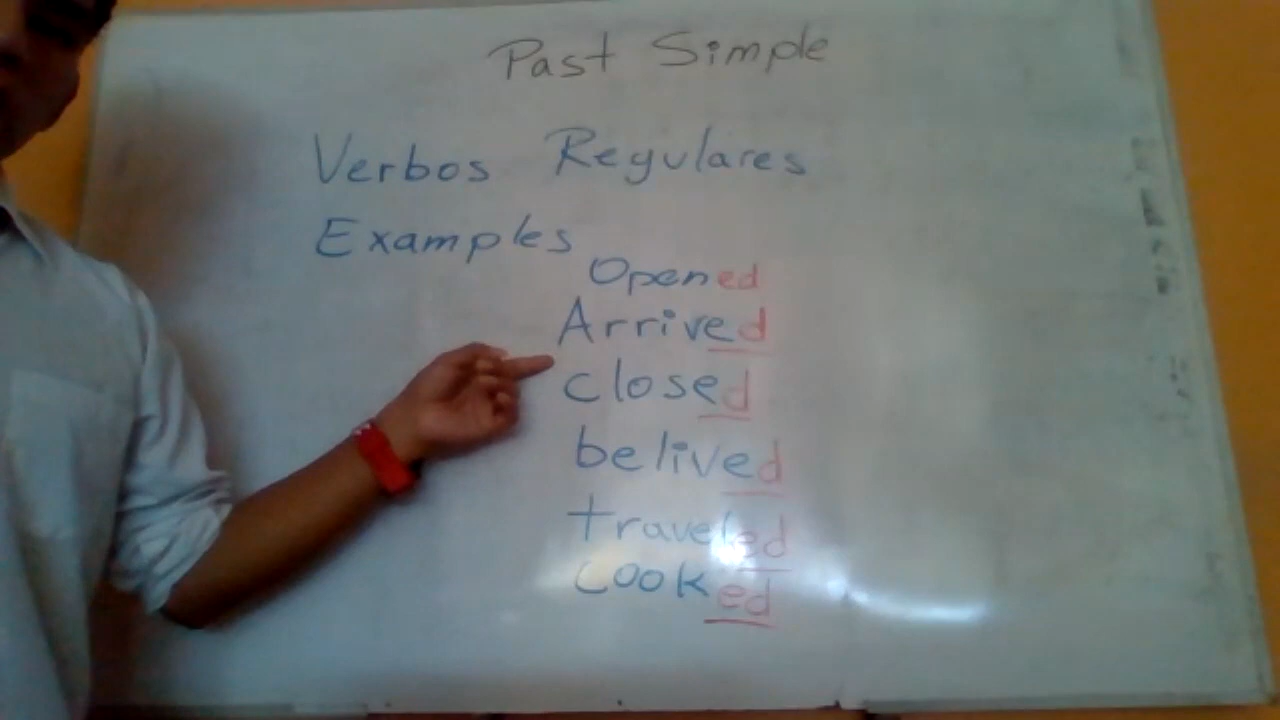 Past Simple
Verbos Regulares
Examples
Opened
Arrived
closed
belived
traveled
cooked